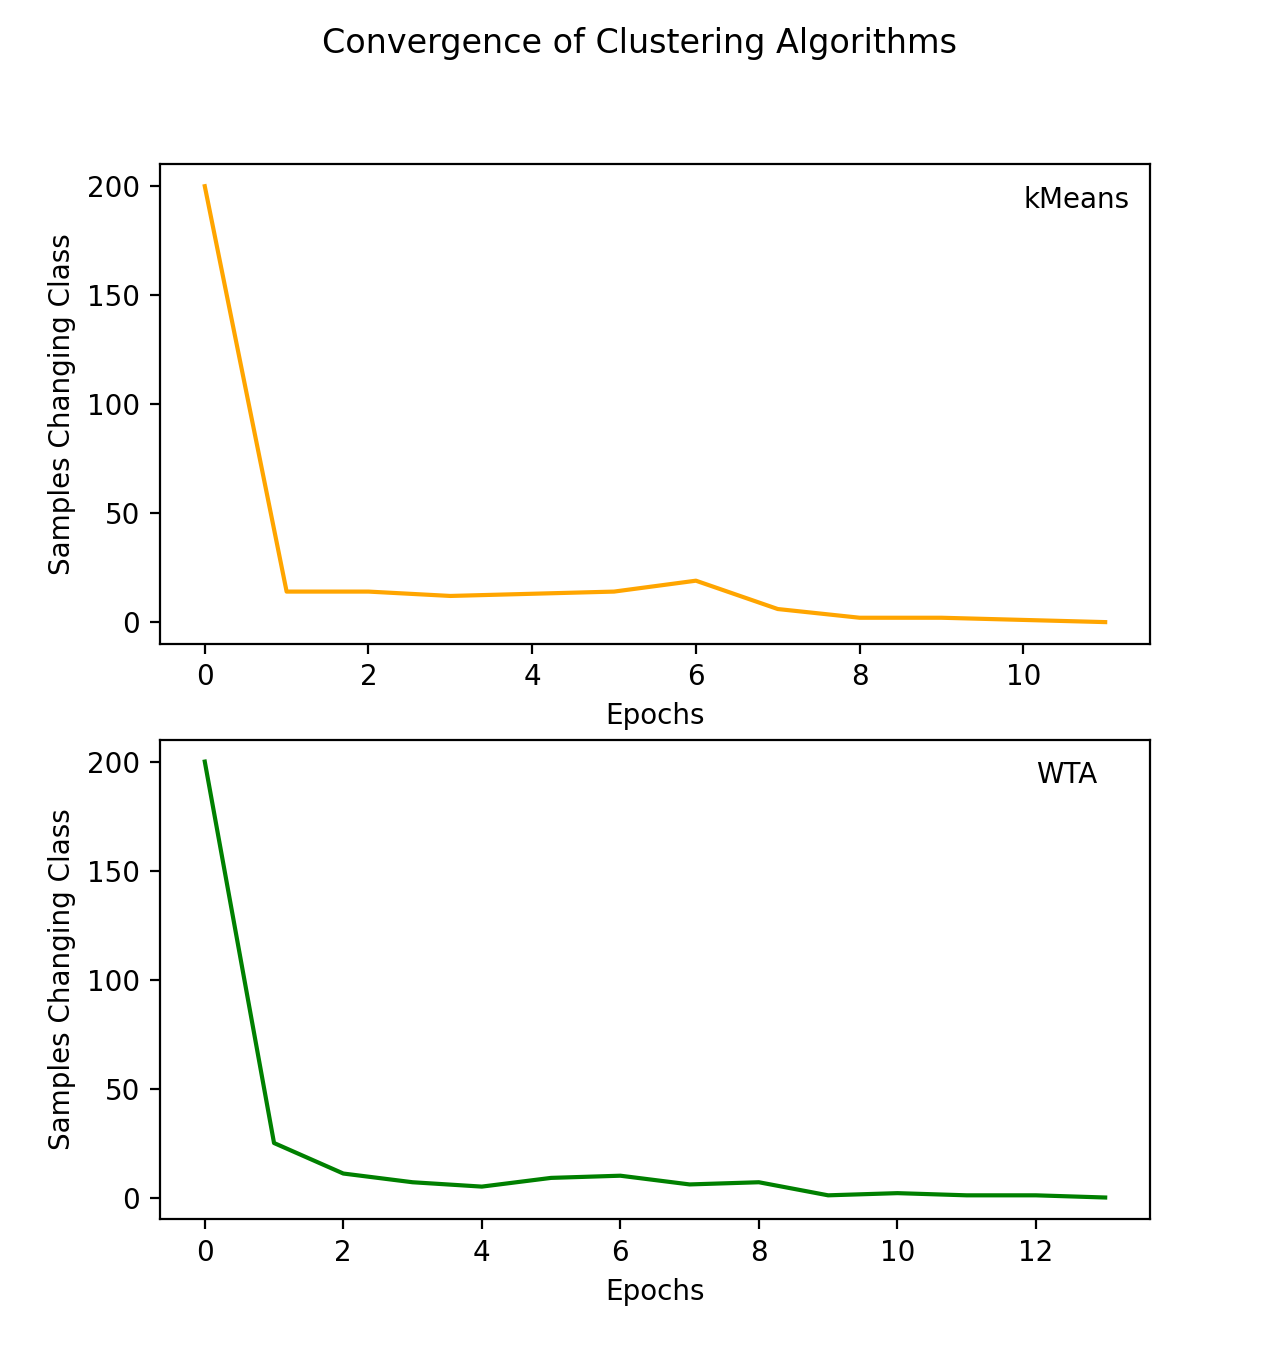 Convergence of Clustering Algorithms
kMeans
Samples Changing Class
200
150
100
50
0
0 2 4 6 8 10
Epochs
WTA
Samples Changing Class
200
150
100
50
0
0 2 4 6 8 10 12
Epochs